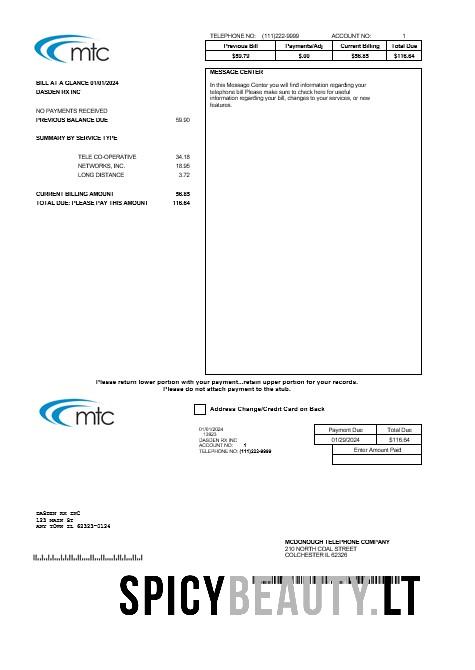 mtc
TELEPHONE NO: (111)222-9999 ACCOUNT NO: 1
Previous Bill Payments/Adj Current Billing Total Due
$59.79 $.00 $56.85 $116.64
BILL AT A GLANCE 01/01/2024
DASDEN RX INC
NO PAYMENTS RECEIVED
PREVIOUS BALANCE DUE 59.90
SUMMARY BY SERVICE TYPE
TELE CO-OPERATIVE 34.18
NETWORKS, INC. 18.95
LONG DISTANCE 3.72
CURRENT BILLING AMOUNT 56.85
TOTAL DUE: PLEASE PAY THIS AMOUNT 116.64
MESSAGE CENTER
In this Message Center you will find information regarding your
telephone bill Please make sure to check here for useful
information regarding your bill, changes to your services, or new
features.
Please return lower portion with your payment...retain upper portion for your records.
Please do not attach payment to the stub.
mtc
Address Change/Credit Card on Back
01/01/2024
13923
DASDEN RX INC
ACCOUNT NO: 1
TELEPHONE NO: (111)222-9999
Payment Due Total Due
01/29/2024 $116.64
Enter Amount Paid
DASDEN RX INC
123 MAIN ST
ANY TOWN IL 62323-0124
MCDONOUGH TELEPHONE COMPANY
210 NORTH COAL STREET
COLCHESTER IL 62326
SPICYBEAUTY.LT